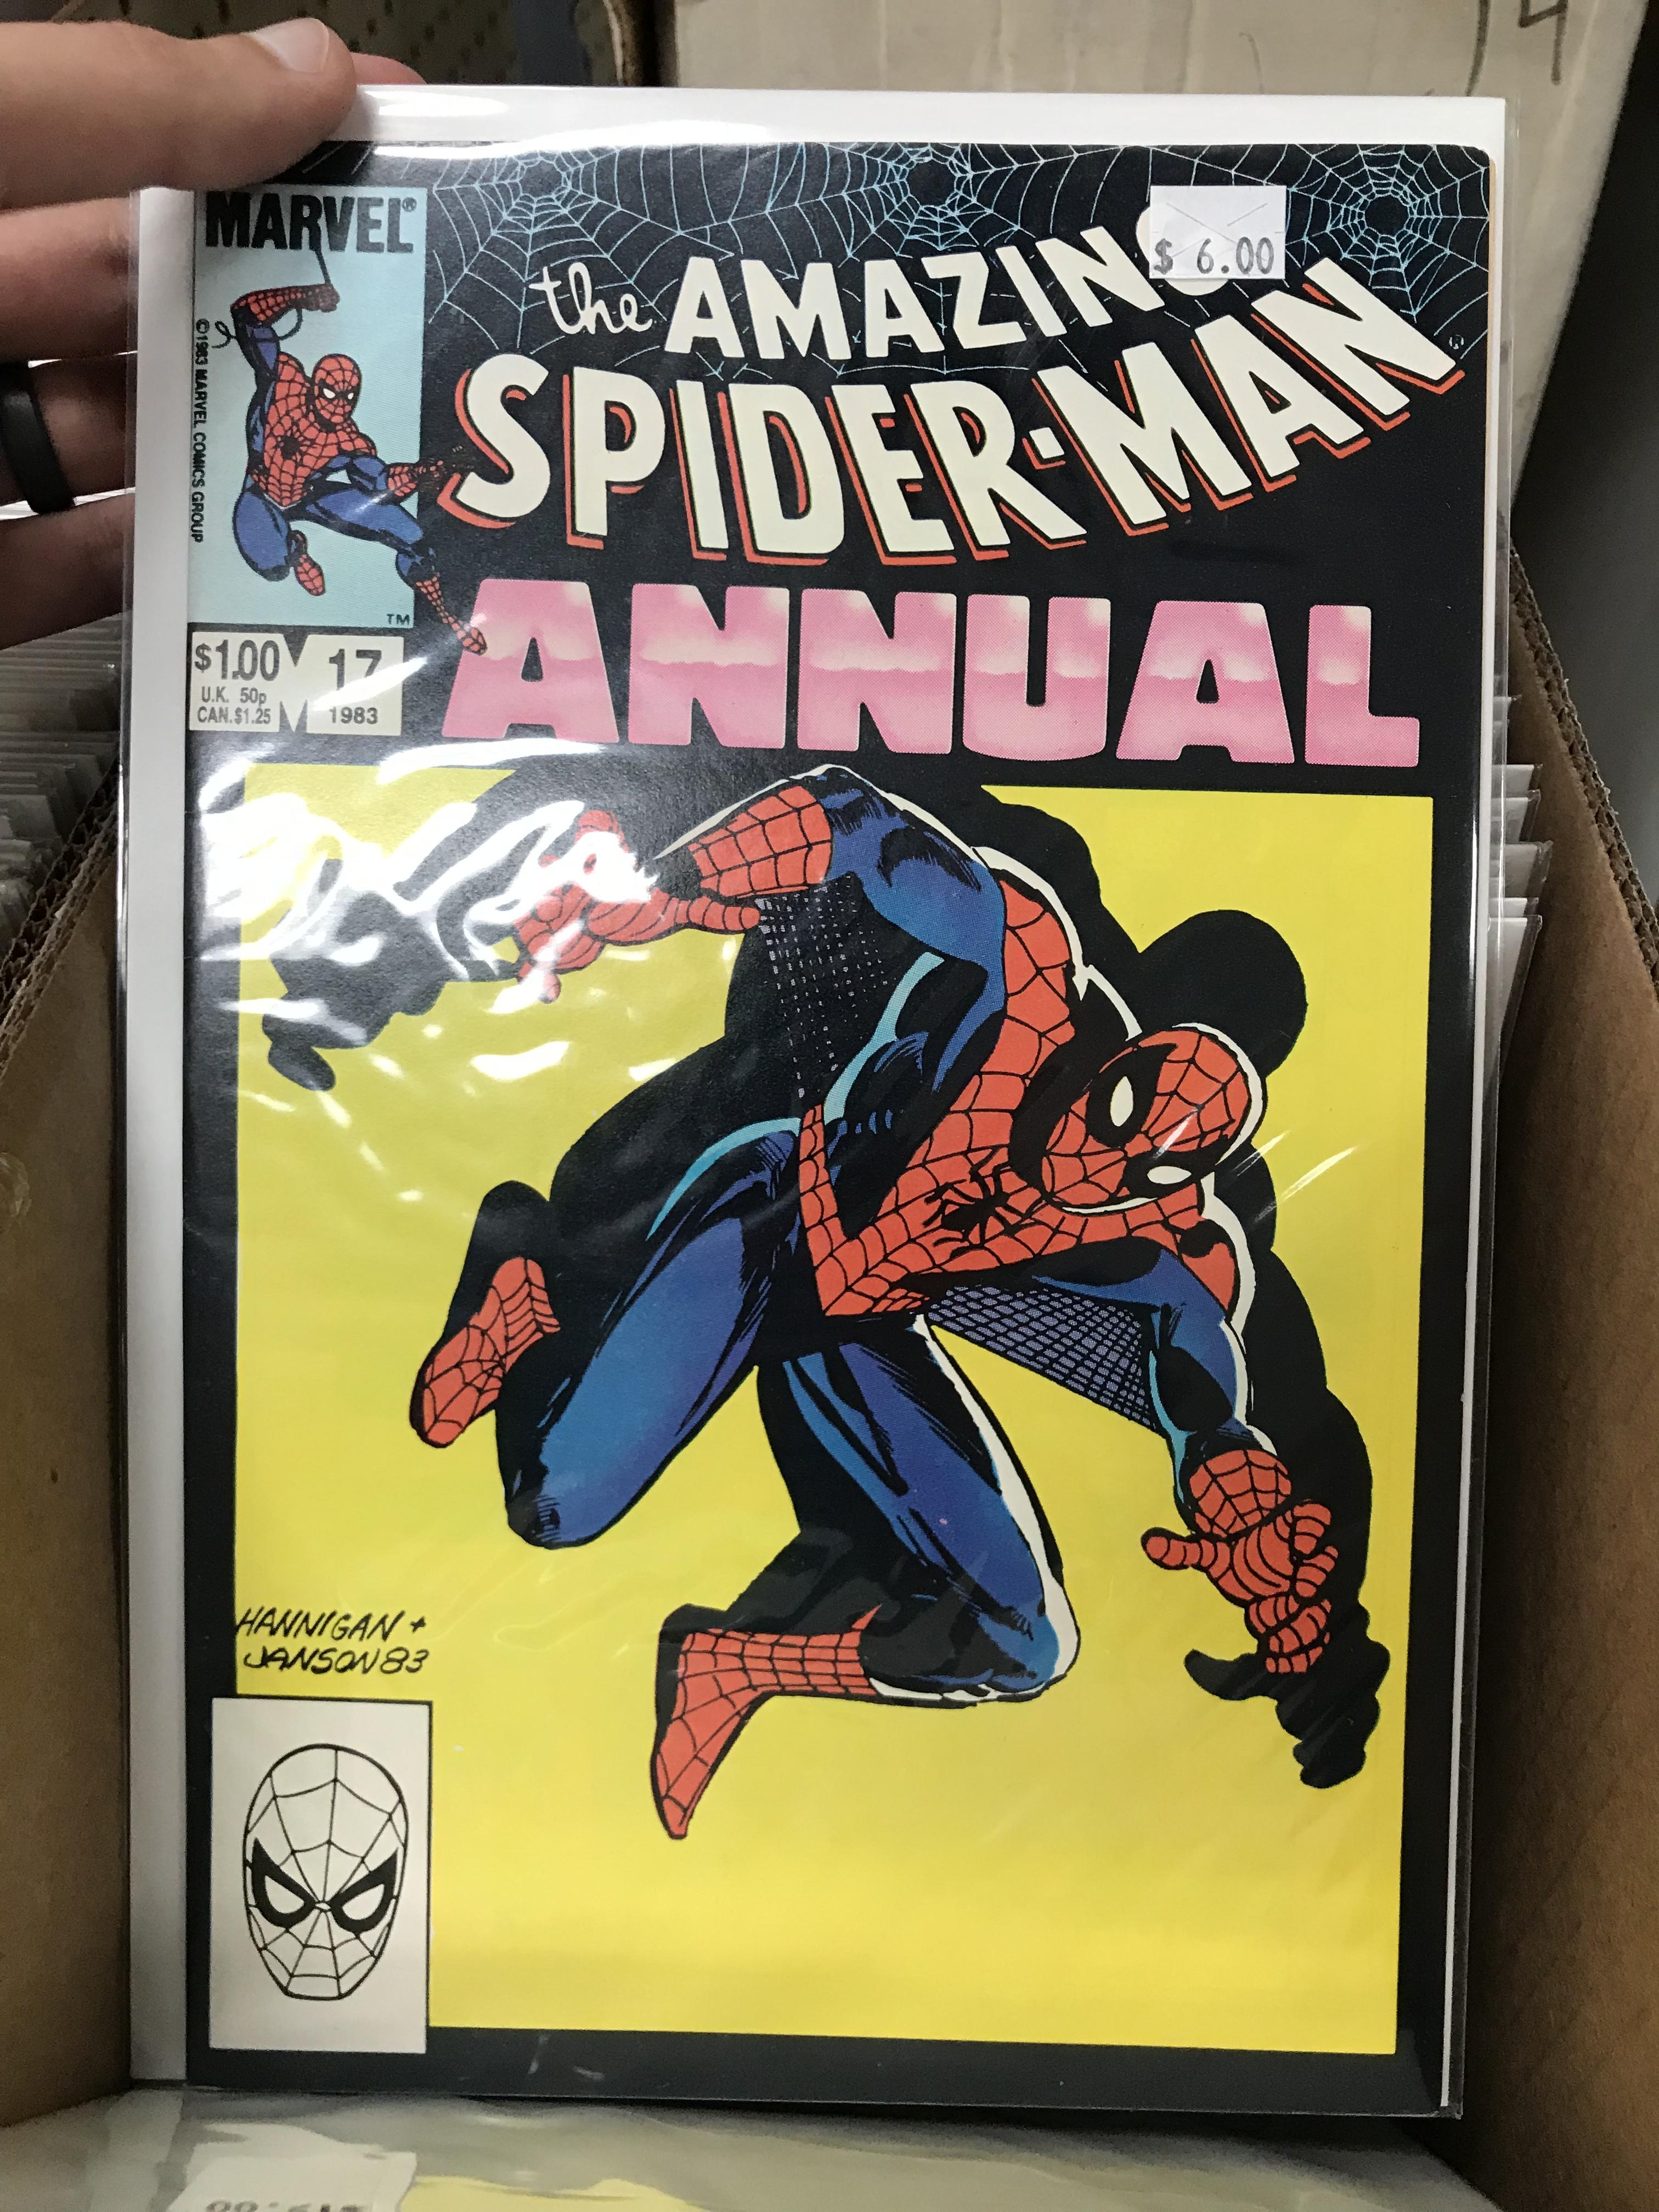 14
MARVEL®
©1983 MARVEL COMICS GROUP
TM
$1.00
U.K. 50p
CAN.$1.25
17
1983
the AMAZING
$ 6.00
SPIDER-MAN®
ANNUAL
HANNIGAN +
JANSON 83